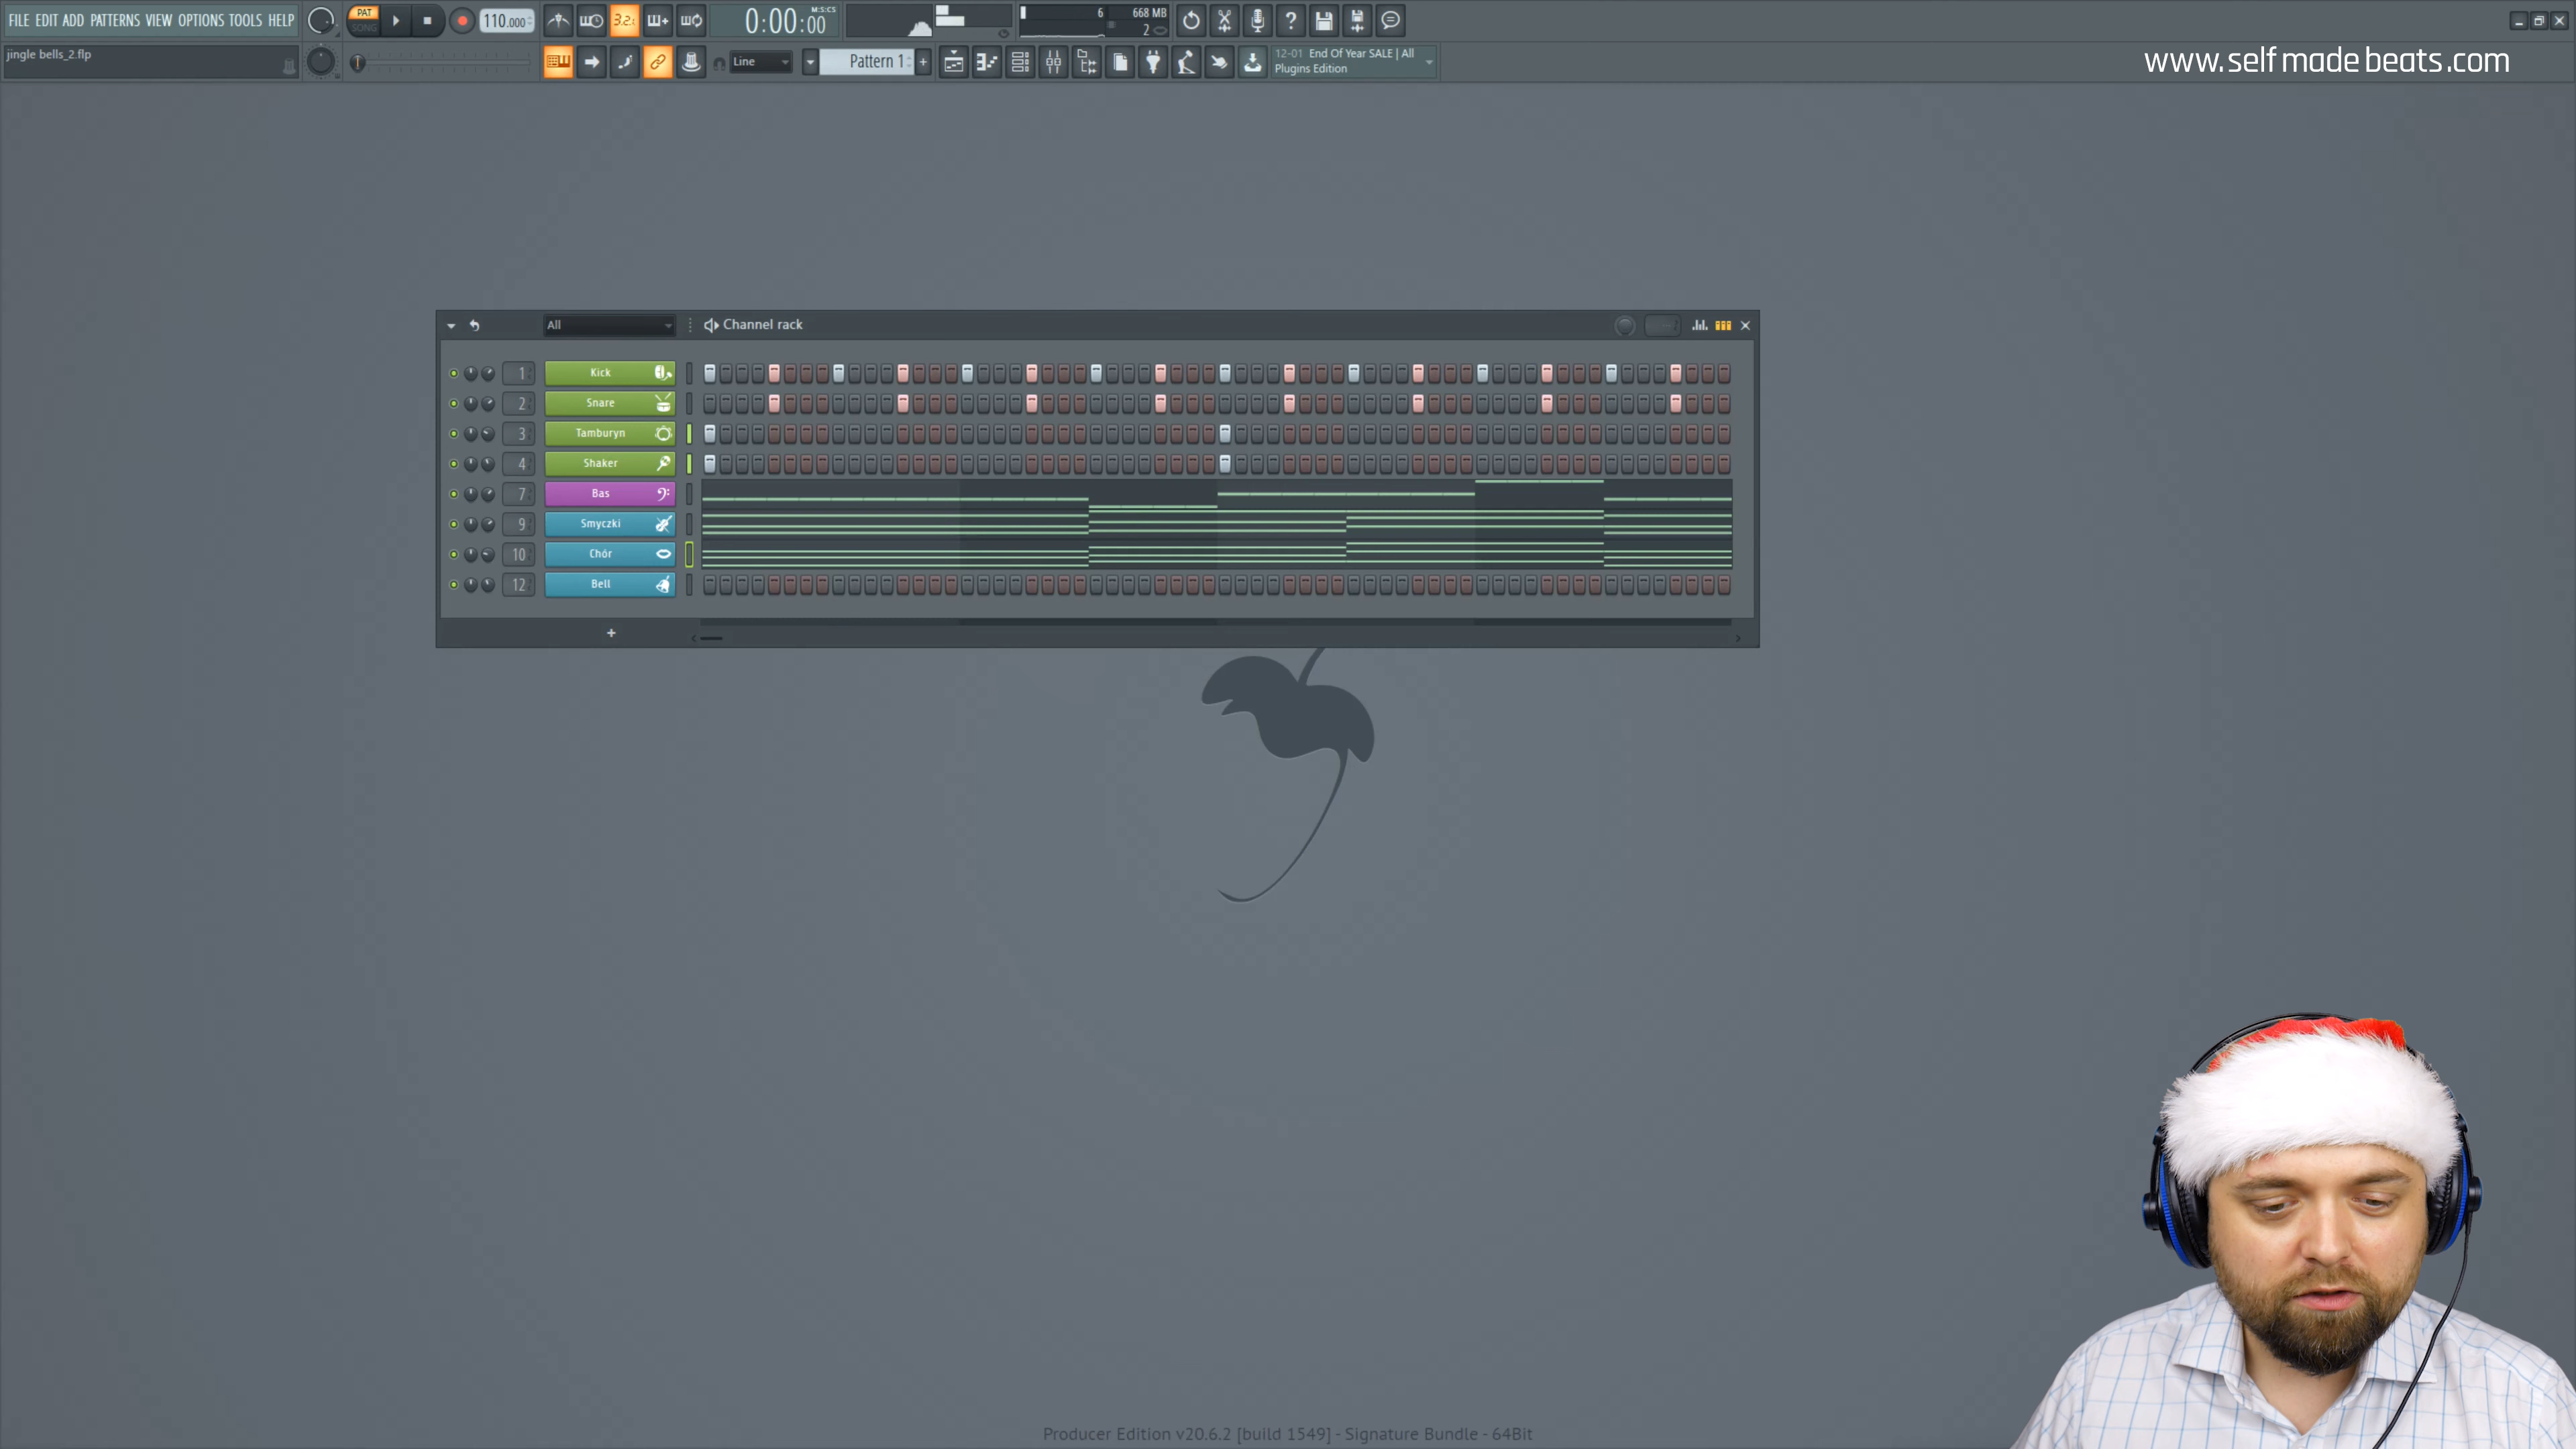 FILE EDIT ADD PATTERNS VIEW OPTIONS TOOLS HELP
PAT
SONG
110.000
3.2.
M:S:CS
0:00:00
6
668 MB
2
www.selfmadebeats.com
jingle bells_2.flp
Line
Pattern 1
+
12-01 End Of Year SALE | All
Plugins Edition
All
Channel rack
1 Kick
2 Snare
3 Tamburyn
4 Shaker
7 Bas
9 Smyczki
10 Chór
12 Bell
+
Producer Edition v20.6.2 [build 1549] - Signature Bundle - 64Bit